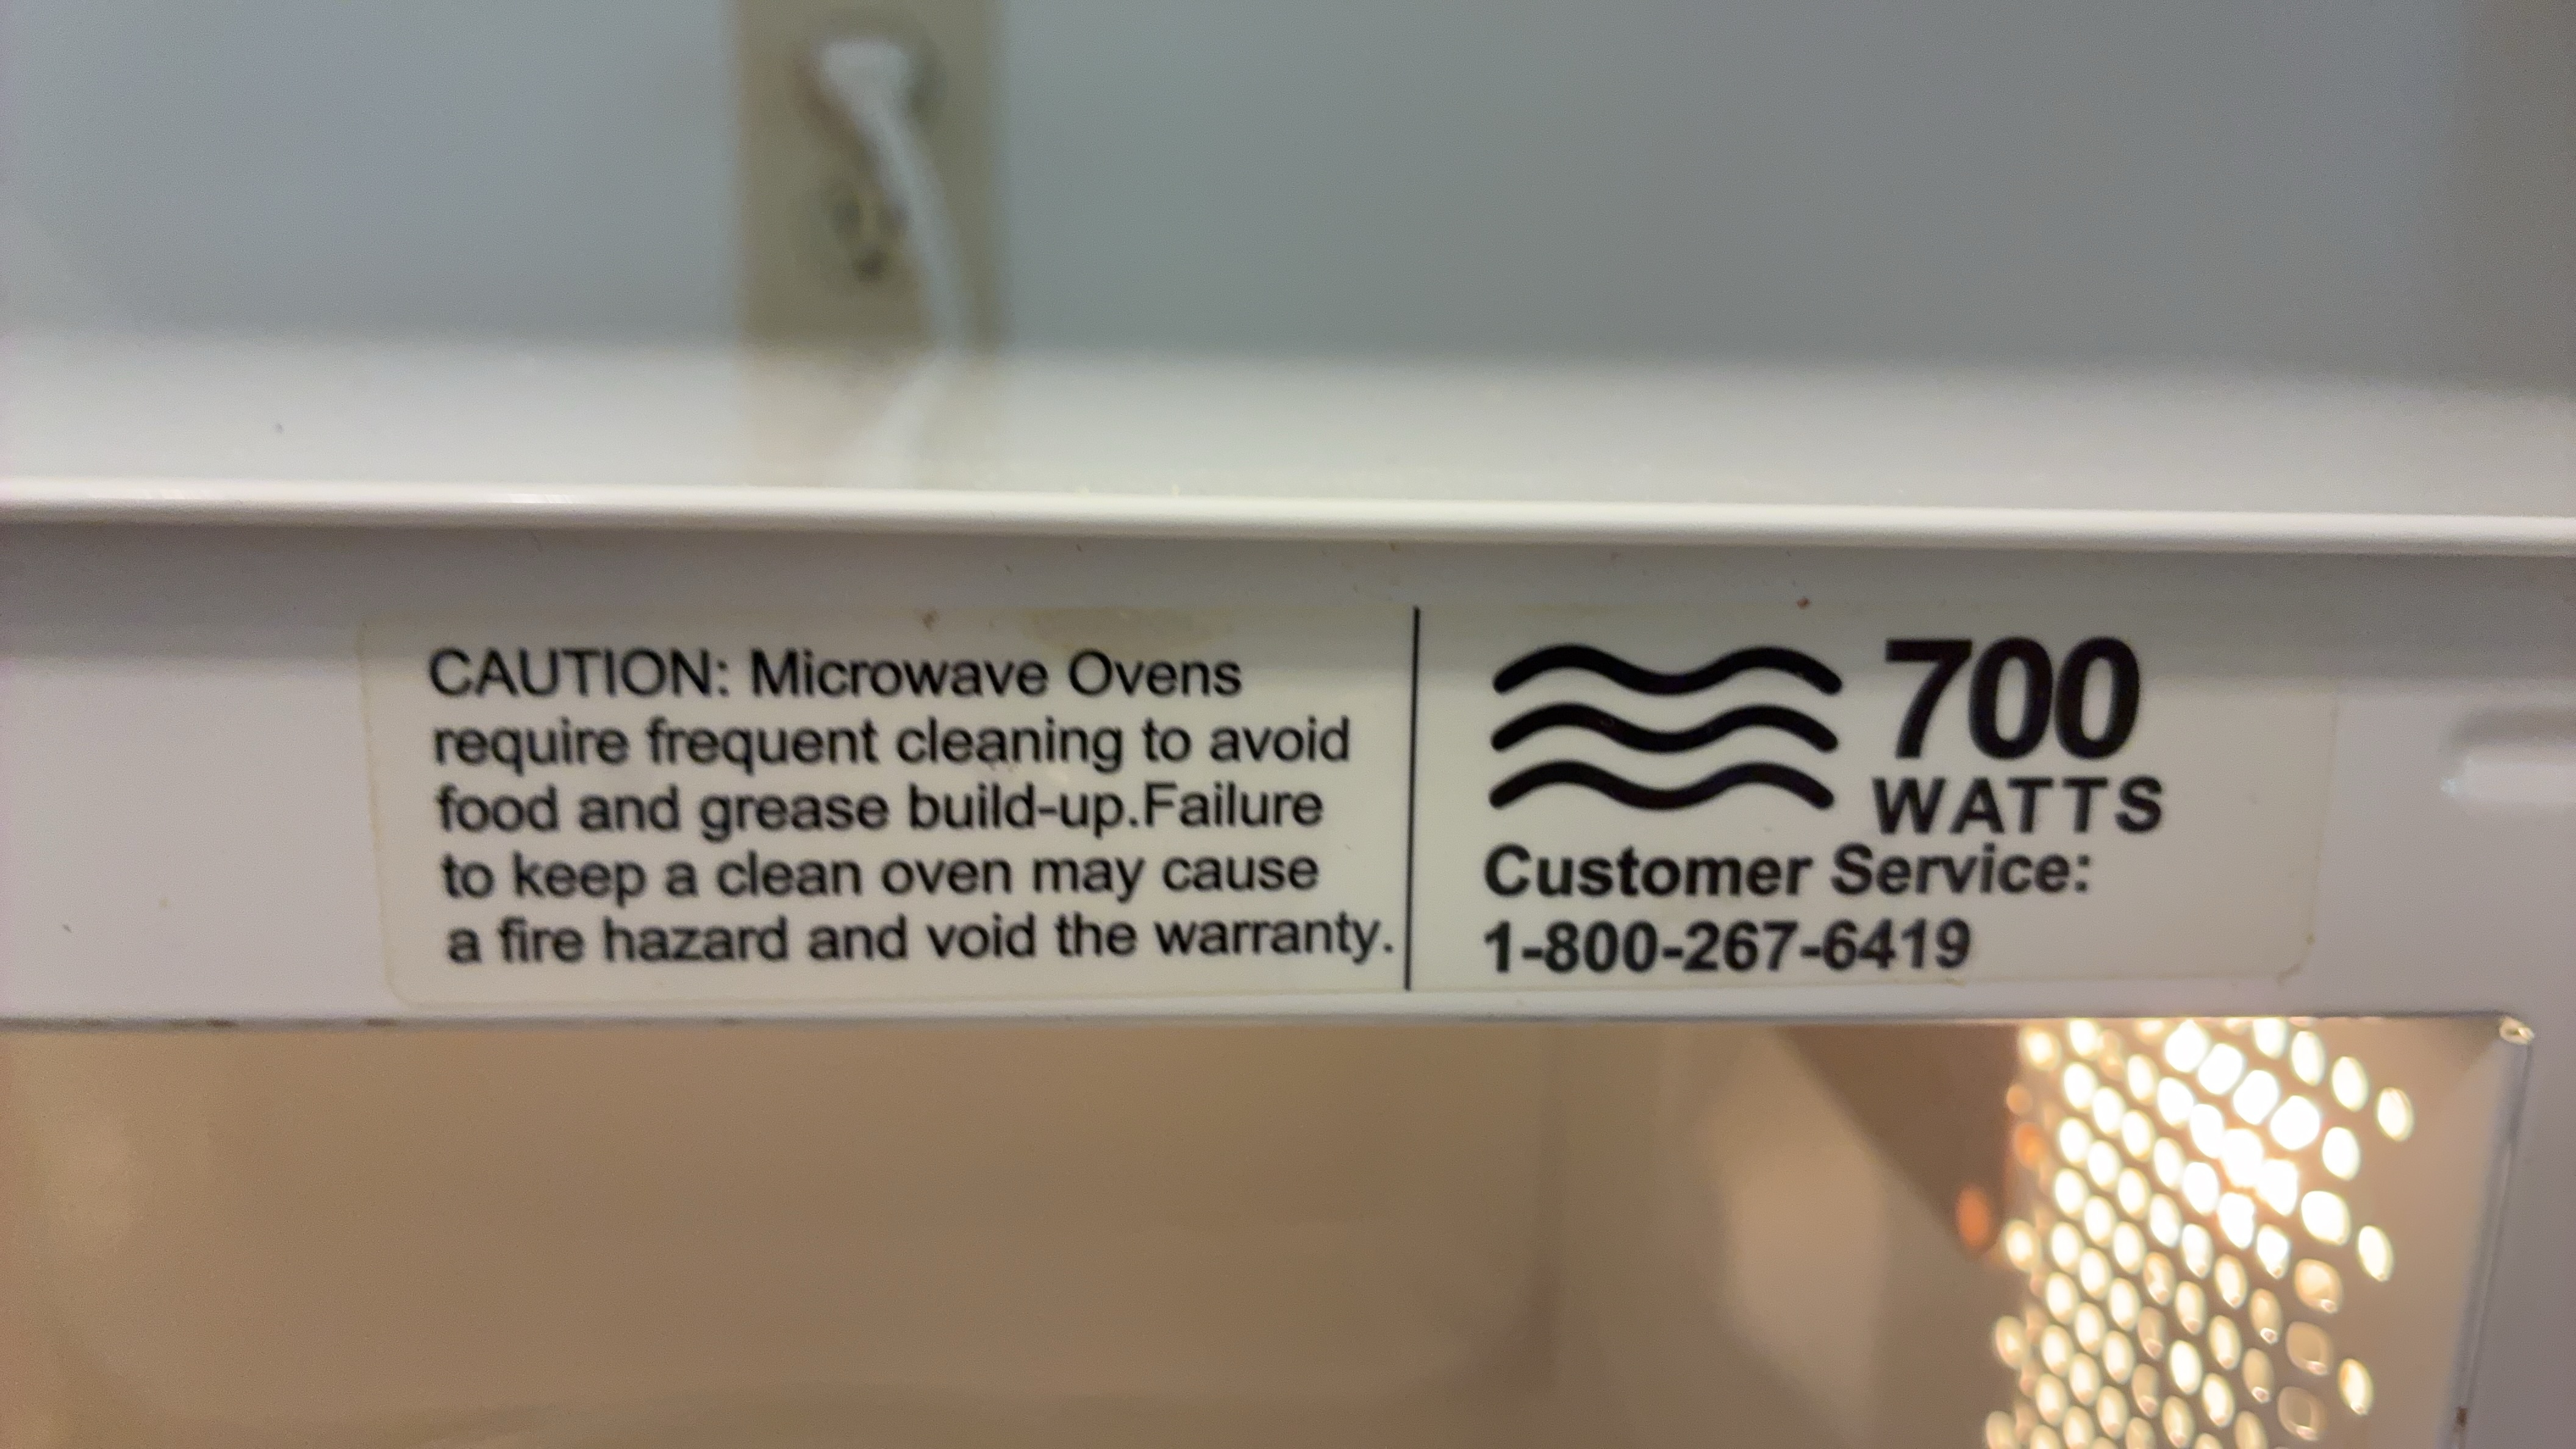 CAUTION: Microwave Ovens
require frequent cleaning to avoid
food and grease build-up.Failure
to keep a clean oven may cause
a fire hazard and void the warranty.
700
WATTS
Customer Service:
1-800-267-6419